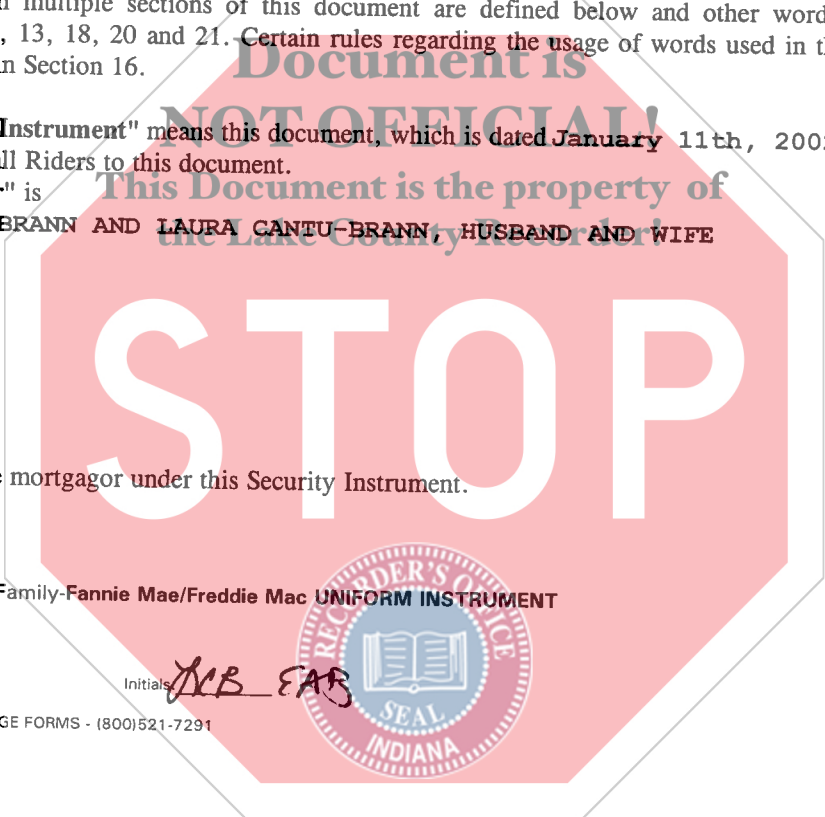 multiple sections of this document are defined below and other
, 13, 18, 20 and 21. Certain rules regarding the usage of words used in
in Section 16.
Document is
NOT OFFICIAL!
Instrument" means this document, which is dated January 11th, 200
all Riders to this document.
This Document is the property of
" is
the Lake County Recorder!
BRANN AND LAURA CANTU-BRANN, HUSBAND AND WIFE
STOP
mortgagor under this Security Instrument.
Family-Fannie Mae/Freddie Mac UNIFORM INSTRUMENT
RECORDER'S OFFICE
SEAL
INDIANA
Initials LCB EAB
GE FORMS - (800)521-7291